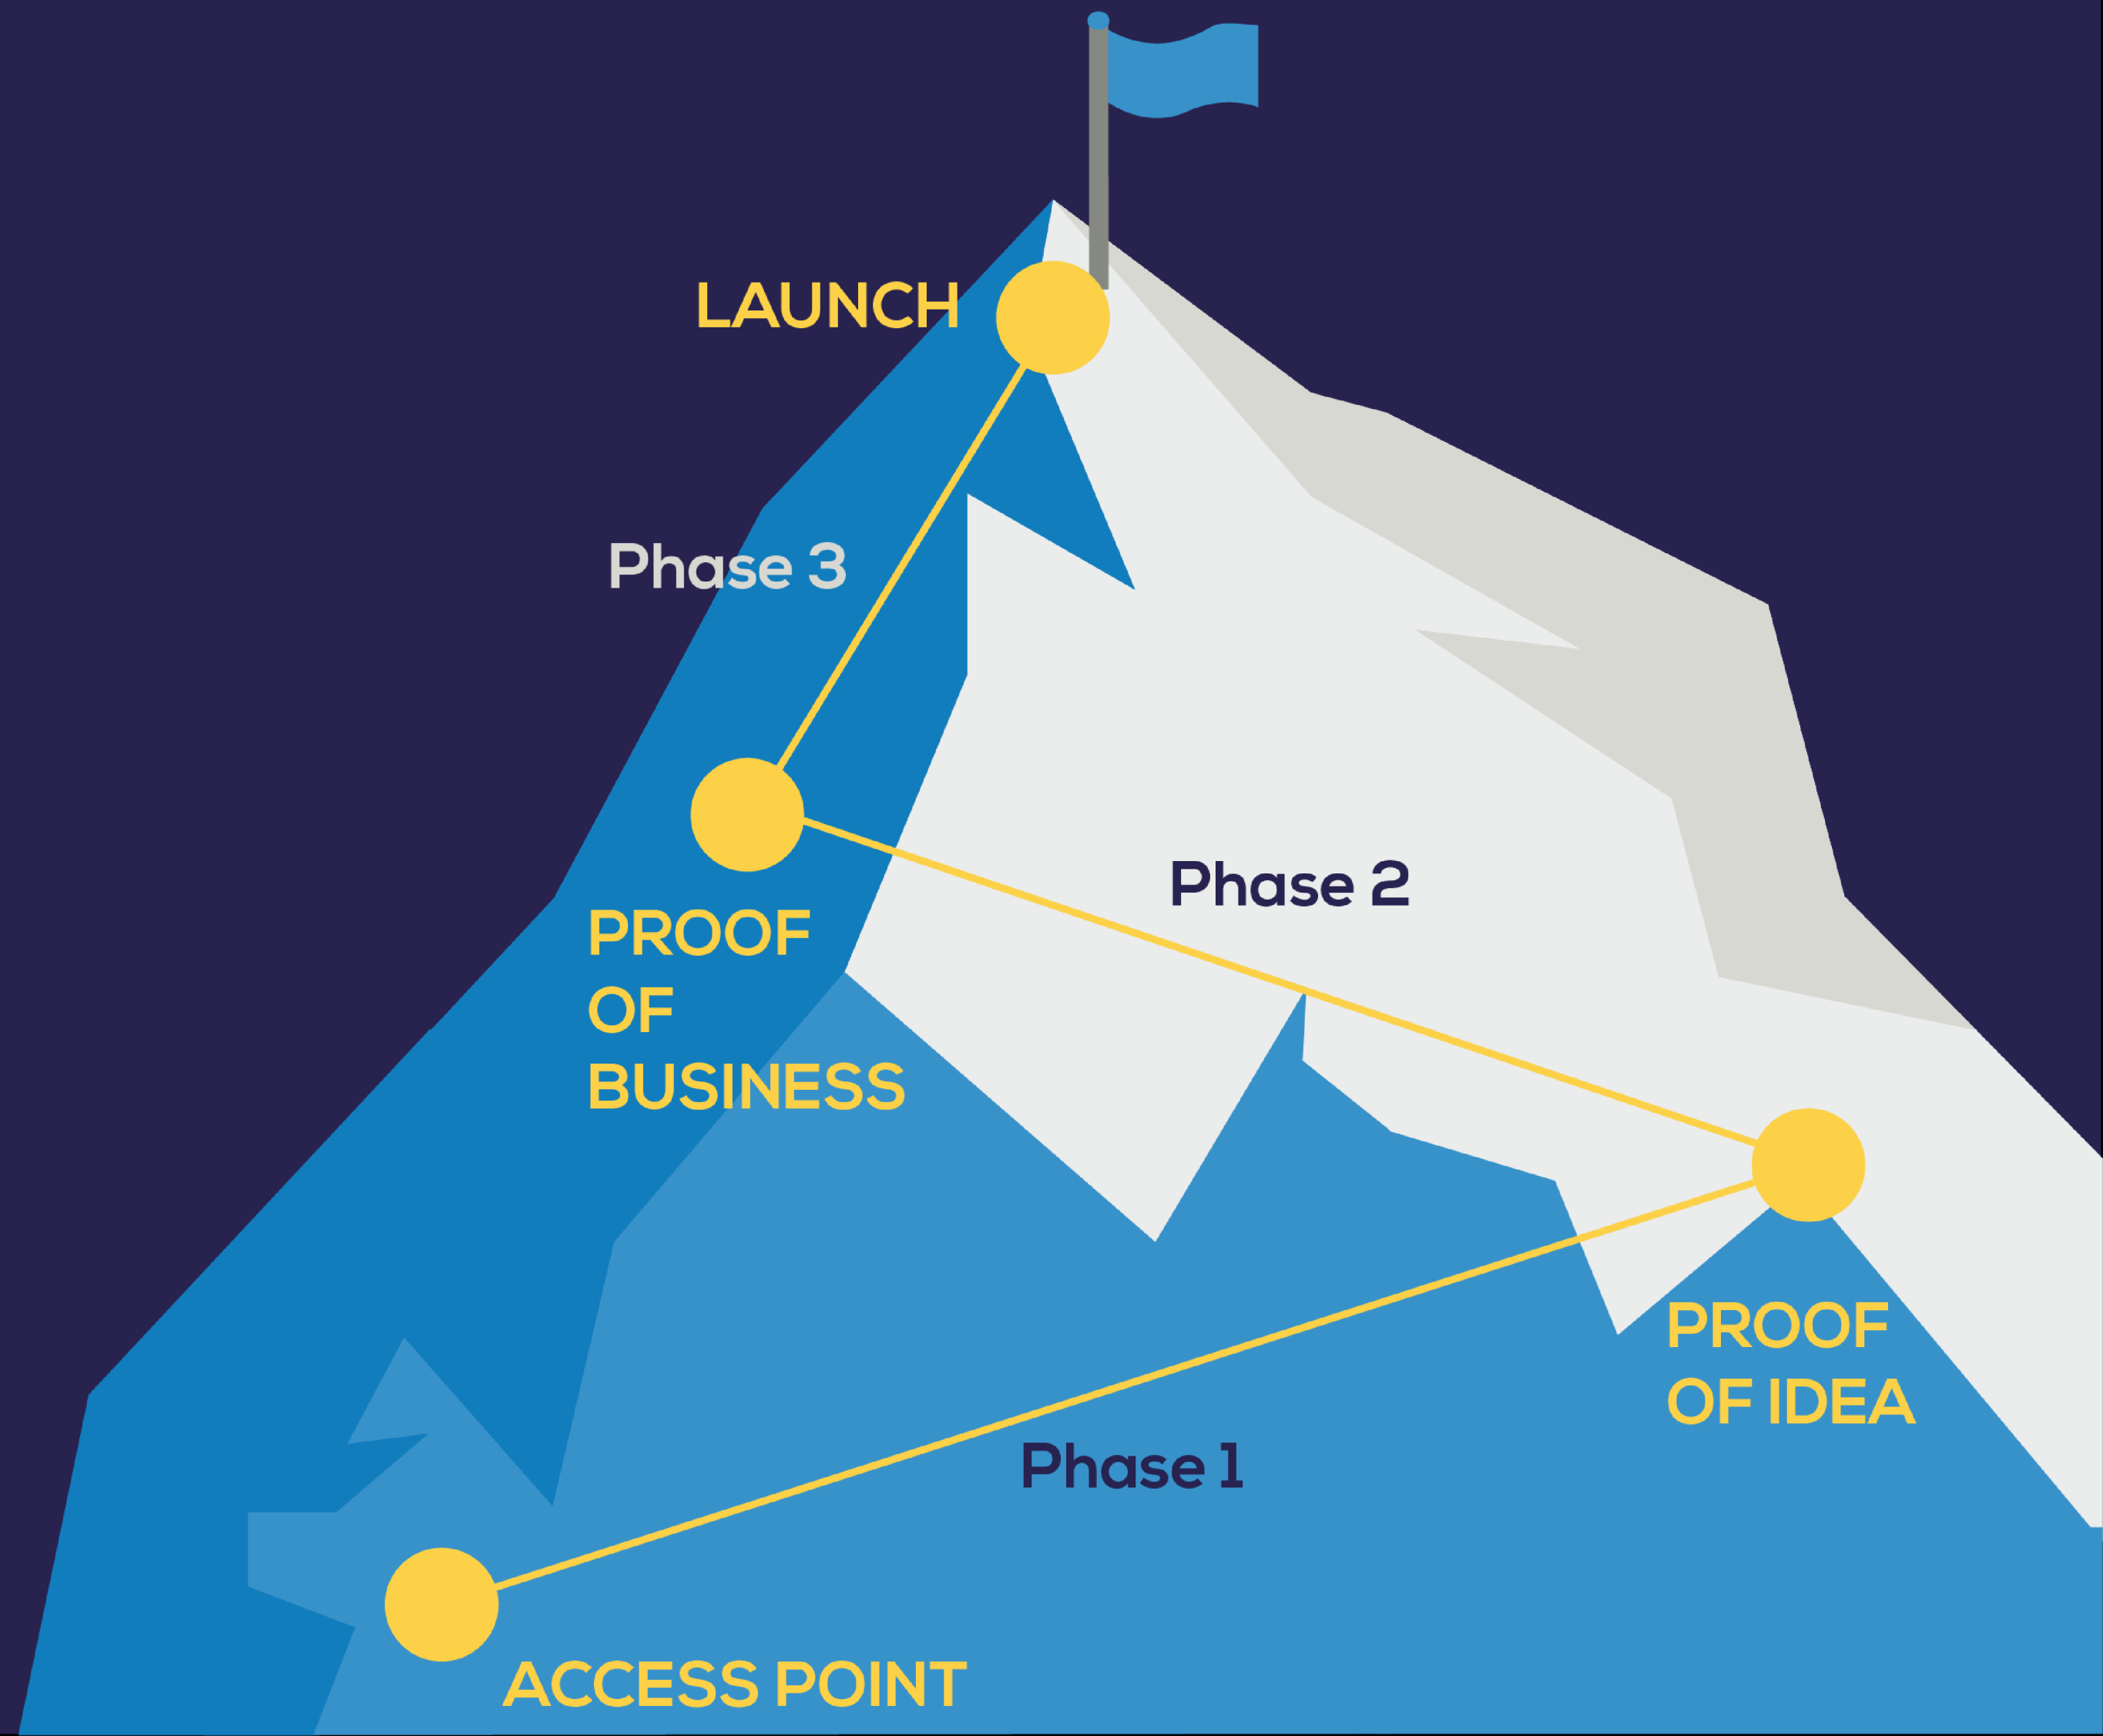 LAUNCH
Phase 3
Phase 2
PROOF
OF
BUSINESS
PROOF
OF IDEA
Phase 1
ACCESS POINT